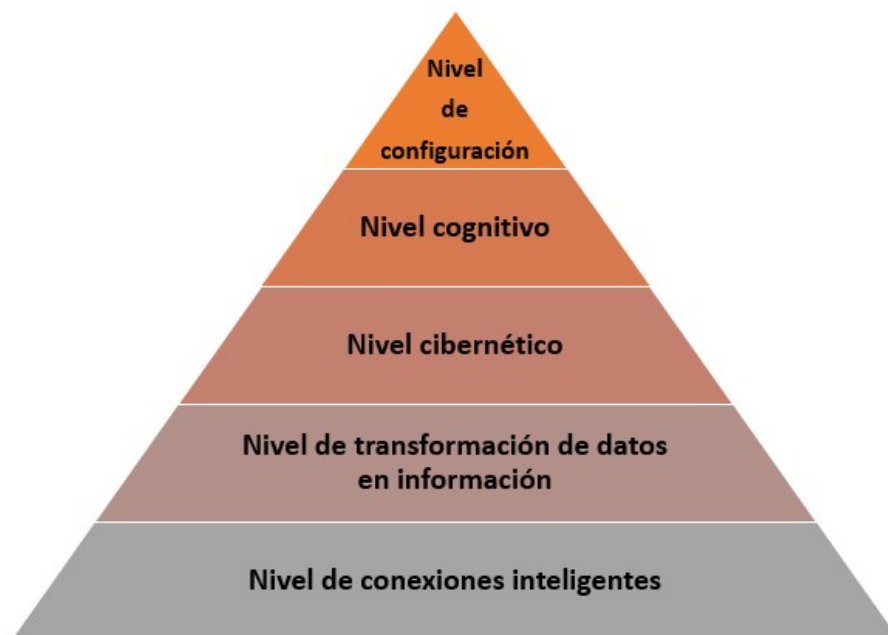 Nivel
de
configuración
Nivel cognitivo
Nivel cibernético
Nivel de transformación de datos
en información
Nivel de conexiones inteligentes